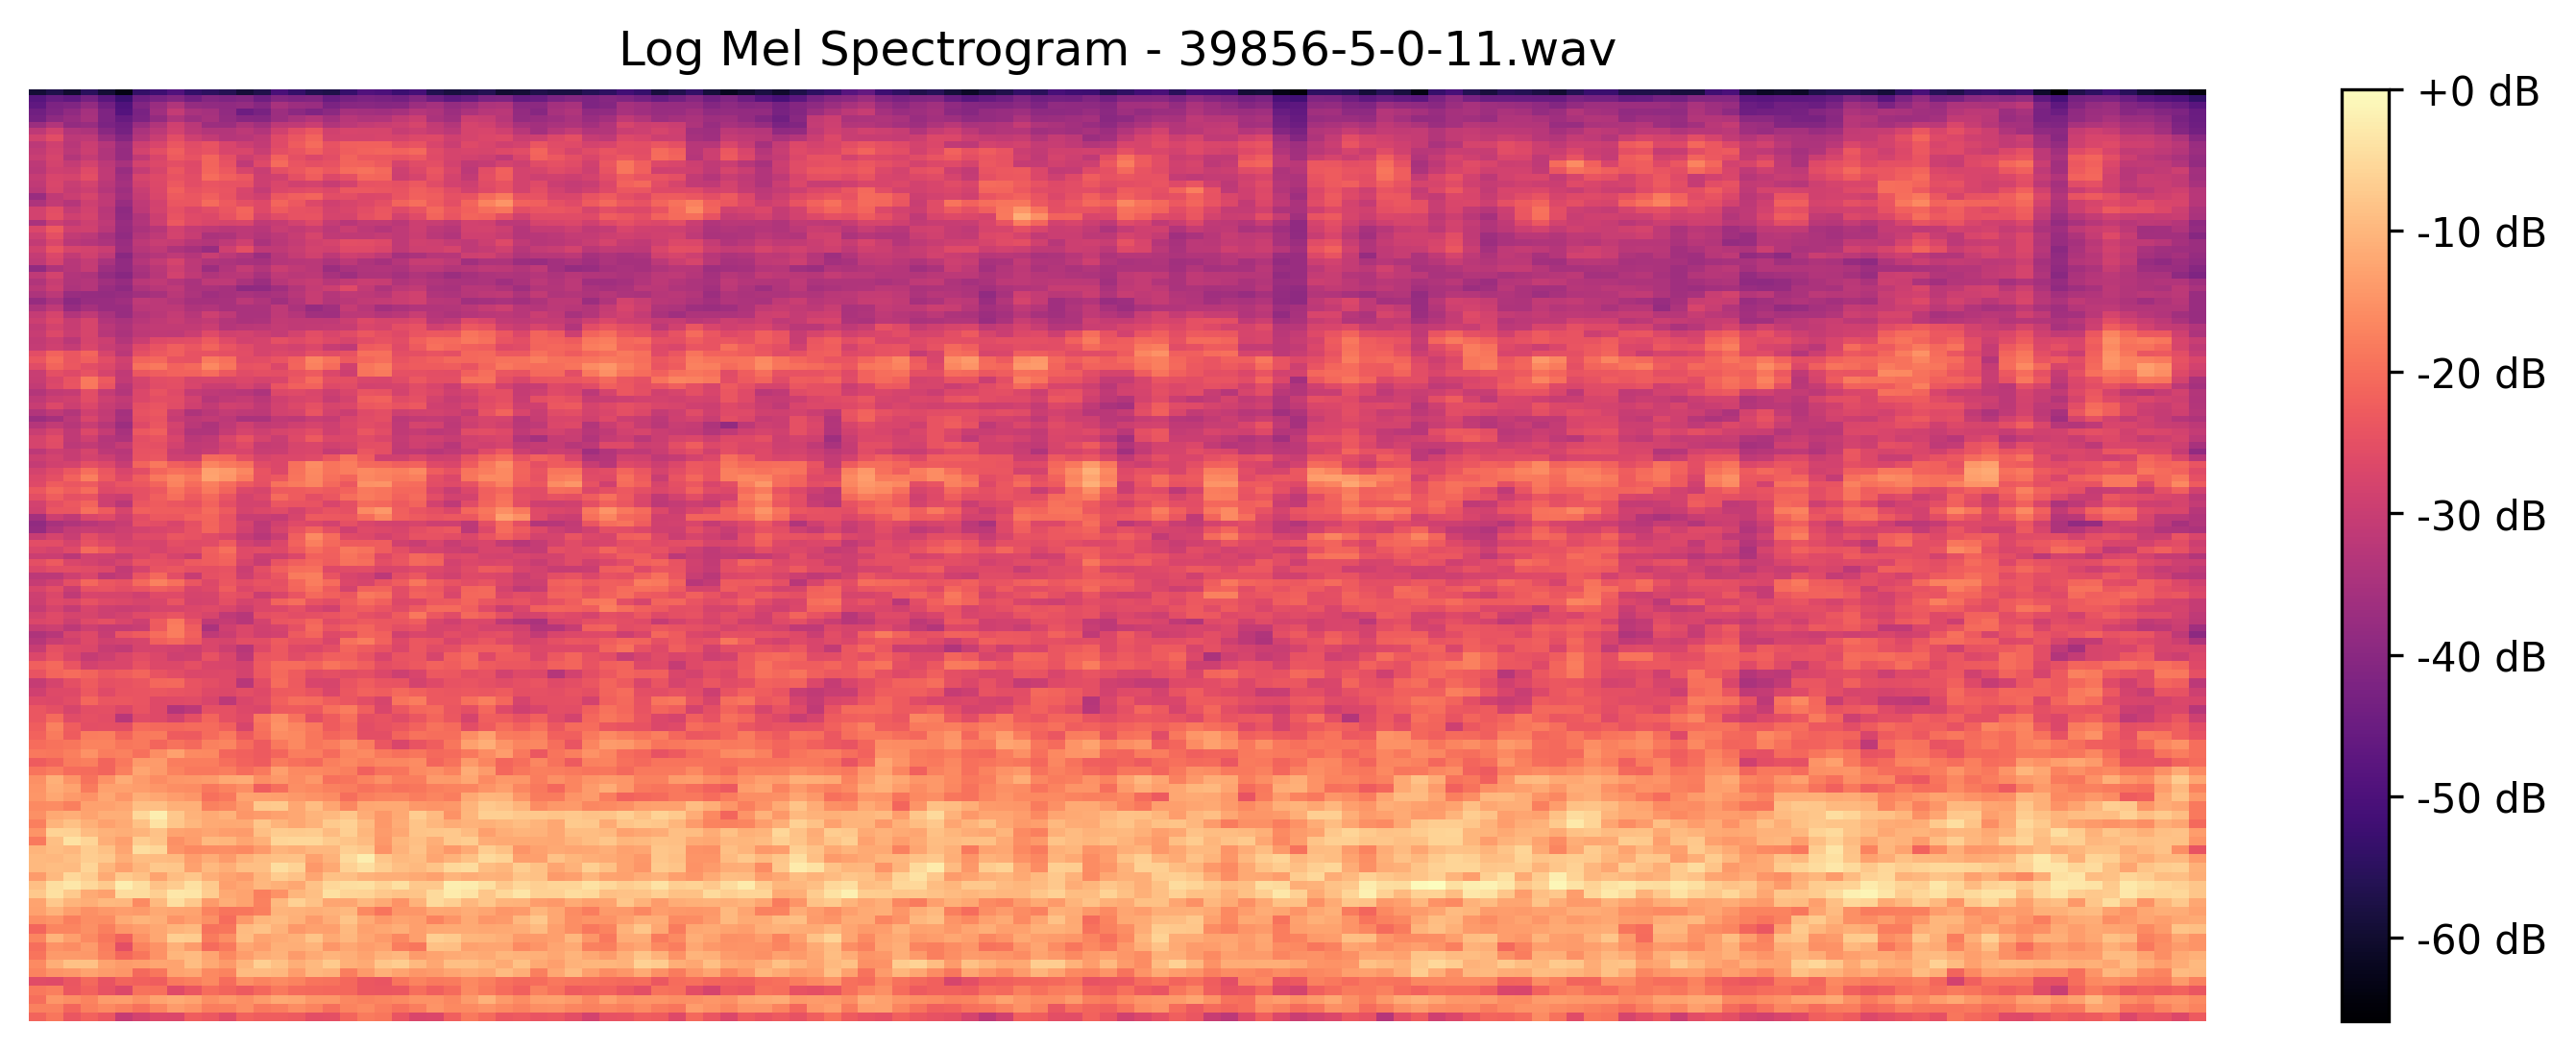 Log Mel Spectrogram - 39856-5-0-11.wav
+0 dB
-10 dB
-20 dB
-30 dB
-40 dB
-50 dB
-60 dB